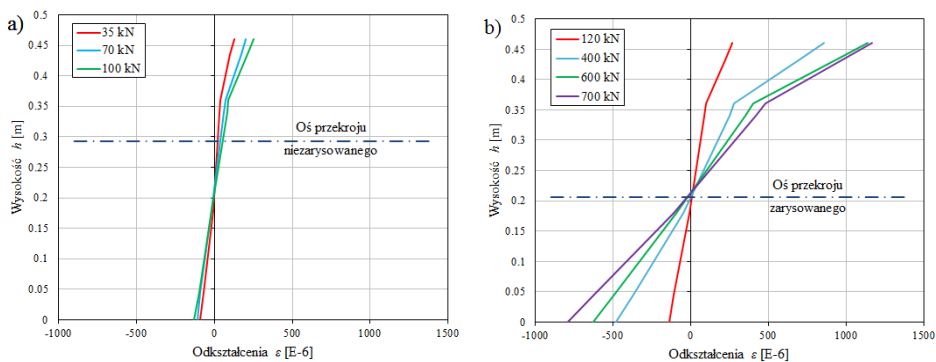 a)
Wysokość h [m]
0.5
0.45
0.4
0.35
0.3
0.25
0.2
0.15
0.1
0.05
0
35 kN
70 kN
100 kN
Oś przekroju
niezarysowanego
-1000 -500 0 500 1000 1500
Odkształcenia ε [E-6]
b)
Wysokość h [m]
0.5
0.45
0.4
0.35
0.3
0.25
0.2
0.15
0.1
0.05
0
120 kN
400 kN
600 kN
700 kN
Oś przekroju
zarysowanego
-1000 -500 0 500 1000 1500
Odkształcenia ε [E-6]